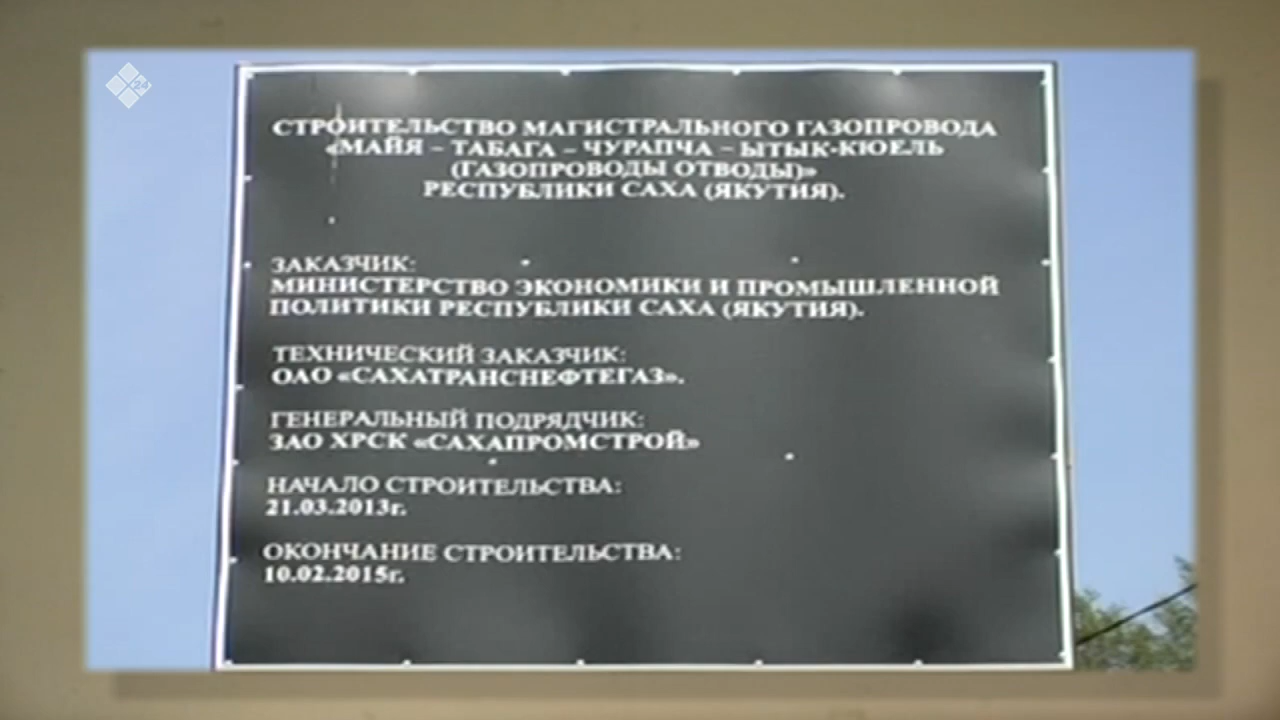 Х24
СТРОИТЕЛЬСТВО МАГИСТРАЛЬНОГО ГАЗОПРОВОДА
«МАЙЯ – ТАБАГА – ЧУРАПЧА – ЫТЫК-КЮЕЛЬ
(ГАЗОПРОВОДЫ ОТВОДЫ)»
РЕСПУБЛИКИ САХА (ЯКУТИЯ).
ЗАКАЗЧИК:
МИНИСТЕРСТВО ЭКОНОМИКИ И ПРОМЫШЛЕННОЙ
ПОЛИТИКИ РЕСПУБЛИКИ САХА (ЯКУТИЯ).
ТЕХНИЧЕСКИЙ ЗАКАЗЧИК:
ОАО «САХАТРАНСНЕФТЕГАЗ».
ГЕНЕРАЛЬНЫЙ ПОДРЯДЧИК:
ЗАО ХРСК «САХАПРОМСТРОЙ»
НАЧАЛО СТРОИТЕЛЬСТВА:
21.03.2013г.
ОКОНЧАНИЕ СТРОИТЕЛЬСТВА:
10.02.2015г.